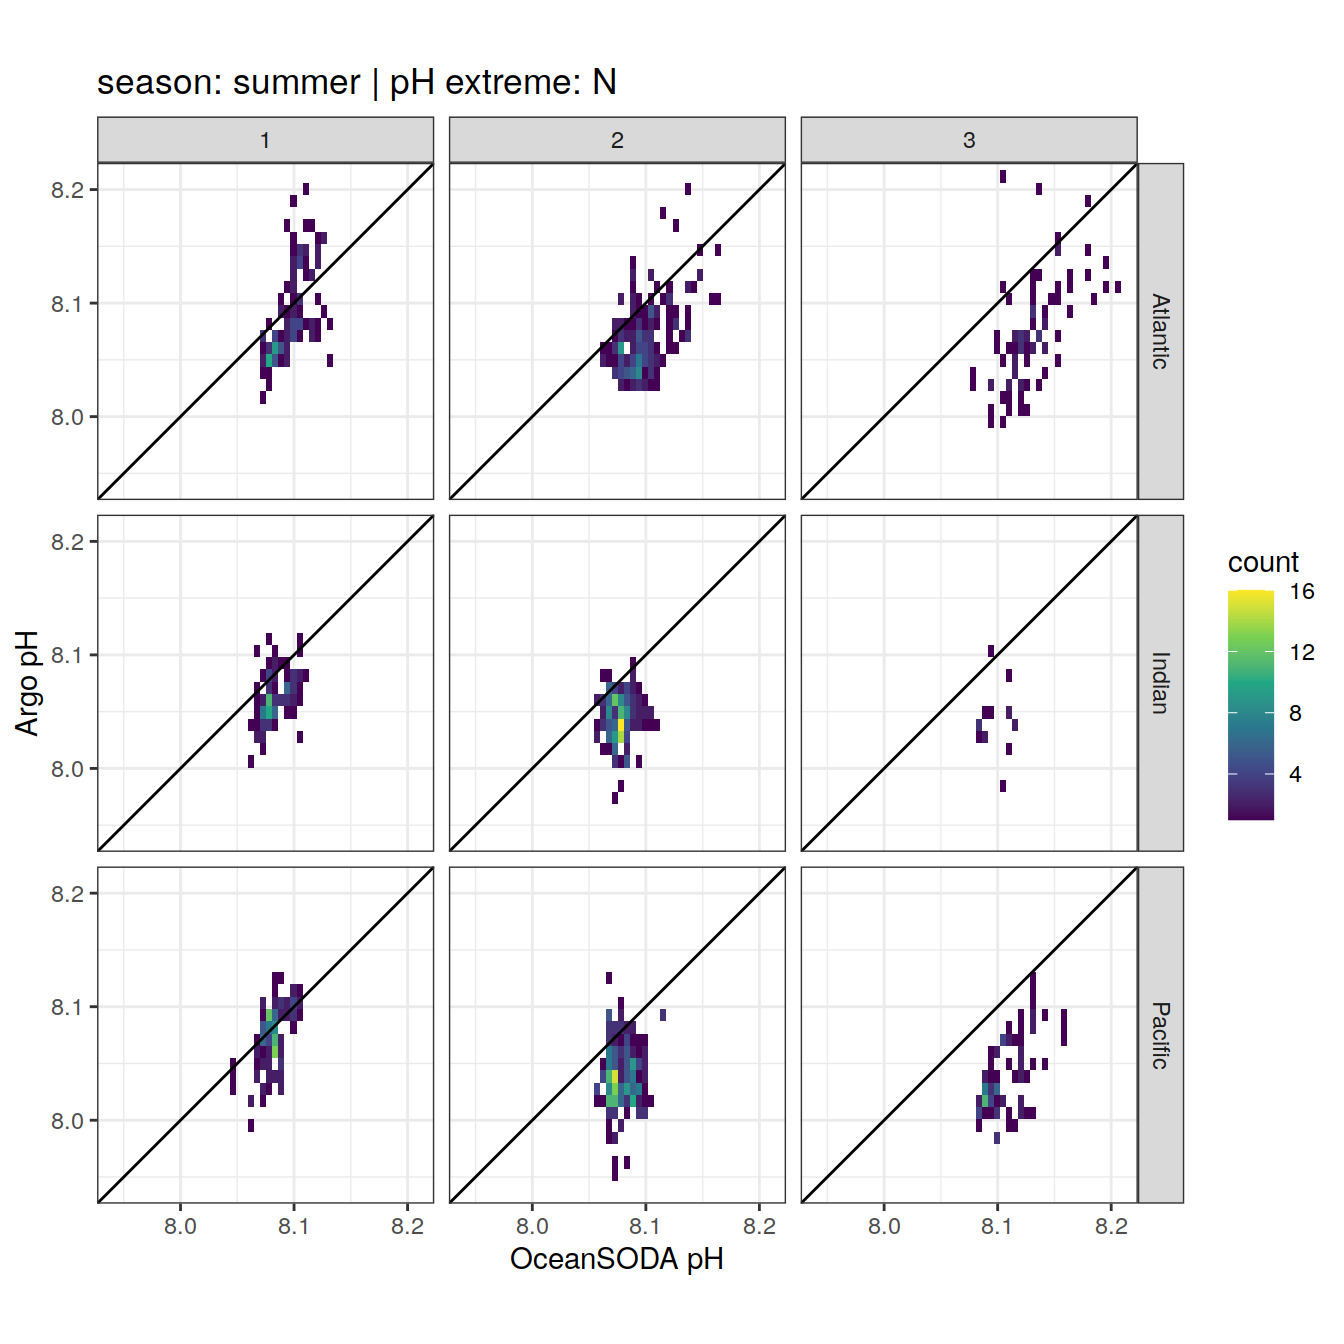 season: summer | pH extreme: N
1 2 3
8.2
8.1
8.0
Atlantic
8.2
8.1
8.0
Indian
8.2
8.1
8.0
Pacific
8.0 8.1 8.2 8.0 8.1 8.2 8.0 8.1 8.2
OceanSODA pH
Argo pH
count
16
12
8
4